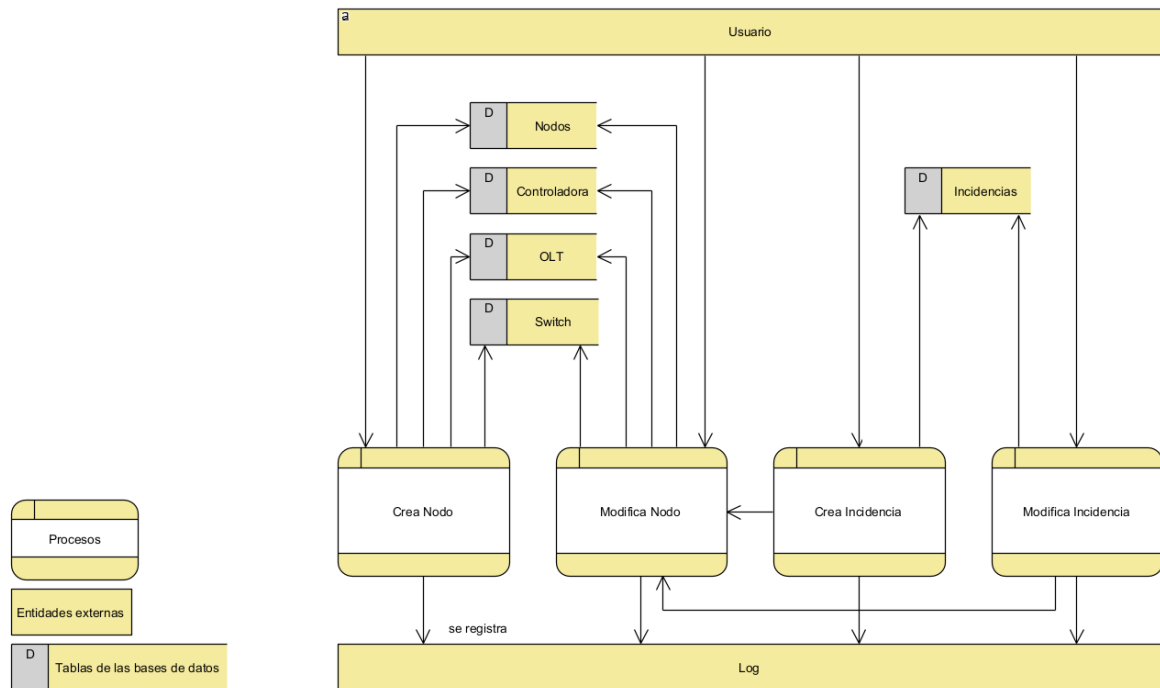 a
Usuario
D
Nodos
D
Controladora
D
Incidencias
D
OLT
D
Switch
Crea Nodo
Modifica Nodo
Crea Incidencia
Modifica Incidencia
Procesos
Entidades externas
se registra
D
Tablas de las bases de datos
Log